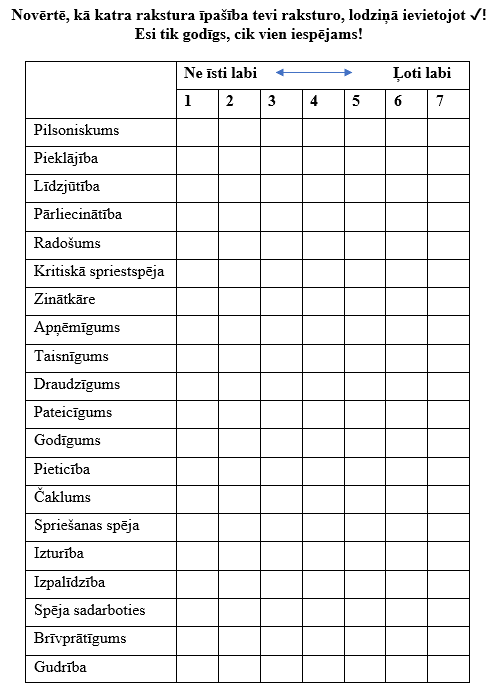 Novērtē, kā katra rakstura īpašība tevi raksturo, lodziņā ievietojot ✓!
Esi tik godīgs, cik vien iespējams!
Ne īsti labi Ļoti labi
1 2 3 4 5 6 7
Pilsoniskums
Pieklājība
Līdzjūtība
Pārliecinātība
Radošums
Kritiskā spriestspēja
Zinātkāre
Apņēmīgums
Taisnīgums
Draudzīgums
Pateicīgums
Godīgums
Pieticība
Čaklums
Spriešanas spēja
Izturība
Izpalīdzība
Spēja sadarboties
Brīvprātīgums
Gudrība